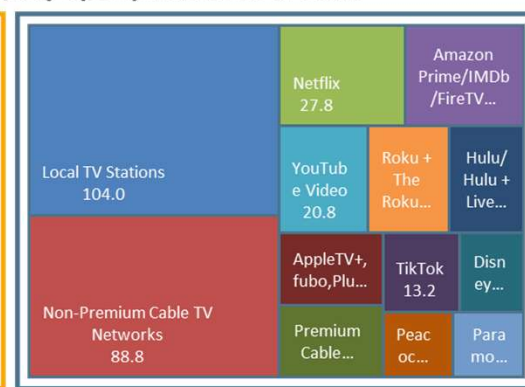 Local TV Stations
104.0
Non-Premium Cable TV
Networks
88.8
Netflix
27.8
Amazon
Prime/IMDb
/FireTV...
YouTub
e Video
20.8
Roku +
The
Roku...
Hulu/
Hulu +
Live...
AppleTV+,
fubo,Plu...
TikTok
13.2
Disn
ey...
Premium
Cable...
Peac
oc...
Para
mo...